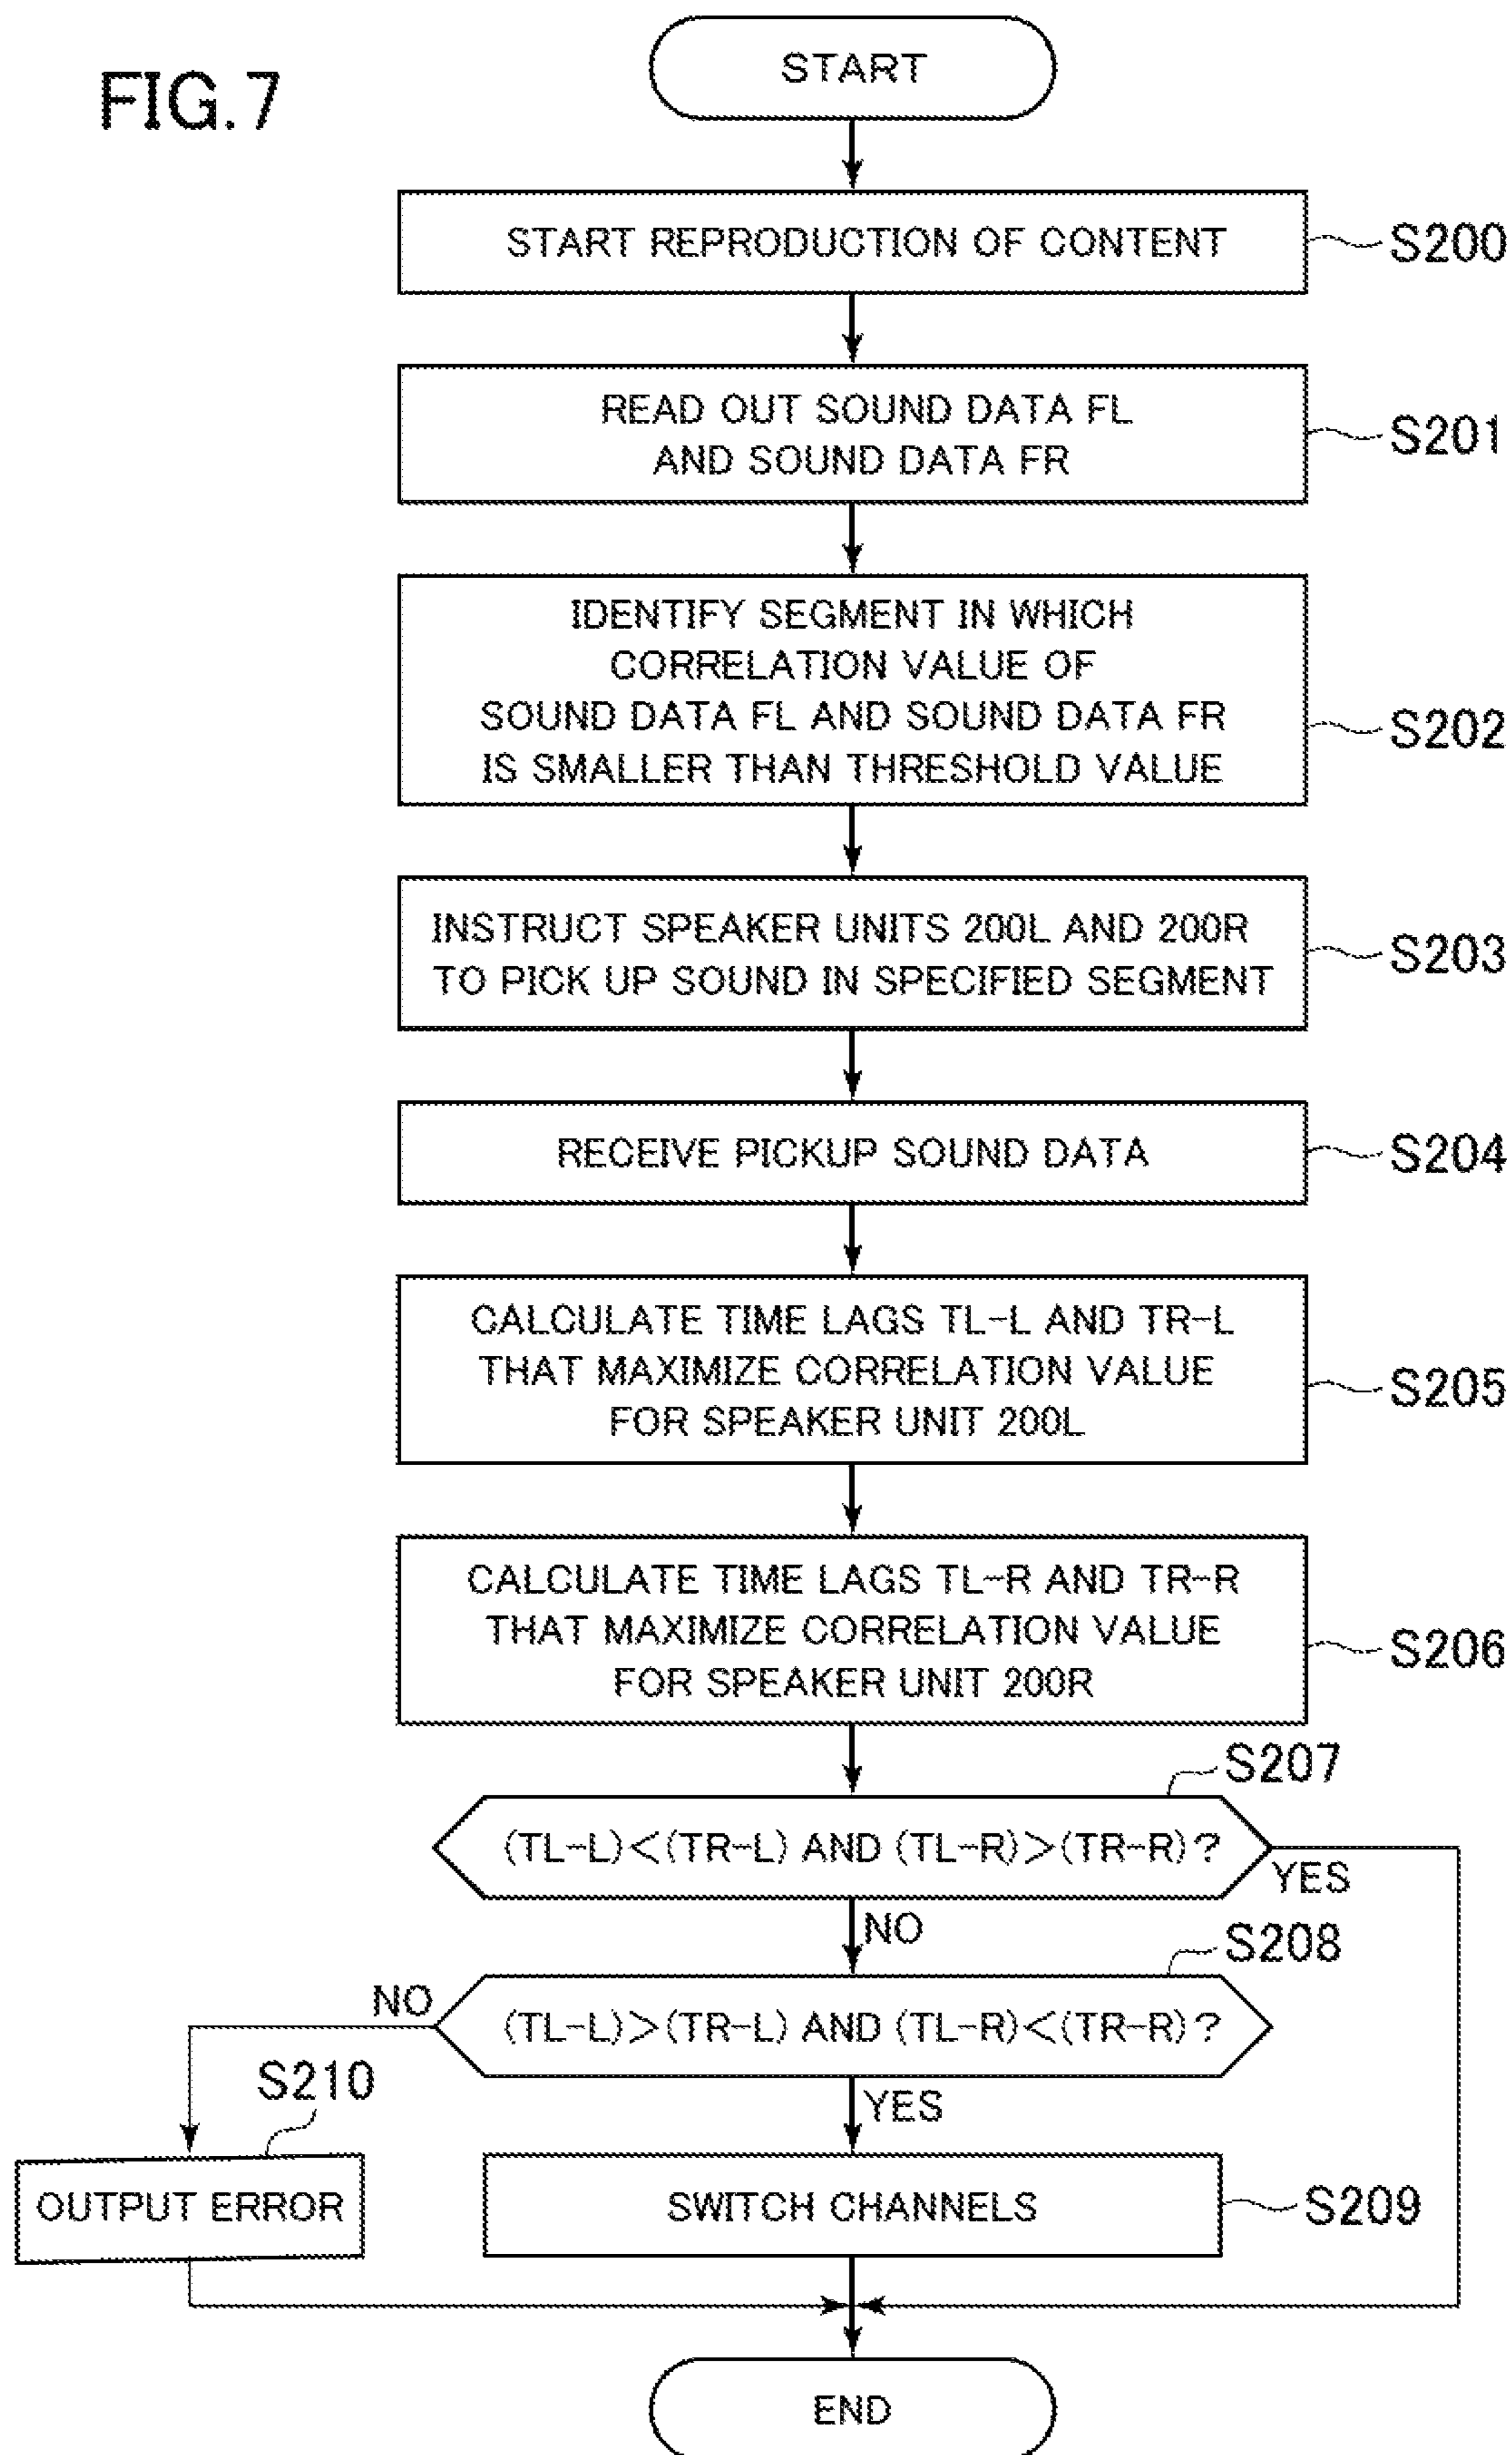 FIG.7
START
START REPRODUCTION OF CONTENT
S200
READ OUT SOUND DATA FL
AND SOUND DATA FR
S201
IDENTIFY SEGMENT IN WHICH
CORRELATION VALUE OF
SOUND DATA FL AND SOUND DATA FR
IS SMALLER THAN THRESHOLD VALUE
S202
INSTRUCT SPEAKER UNITS 200L AND 200R
TO PICK UP SOUND IN SPECIFIED SEGMENT
S203
RECEIVE PICKUP SOUND DATA
S204
CALCULATE TIME LAGS TL-L AND TR-L
THAT MAXIMIZE CORRELATION VALUE
FOR SPEAKER UNIT 200L
S205
CALCULATE TIME LAGS TL-R AND TR-R
THAT MAXIMIZE CORRELATION VALUE
FOR SPEAKER UNIT 200R
S206
S207
(TL-L)<(TR-L) AND (TL-R)>(TR-R)?
YES
NO
S208
NO
(TL-L)>(TR-L) AND (TL-R)<(TR-R)?
S210
YES
OUTPUT ERROR
SWITCH CHANNELS
S209
END